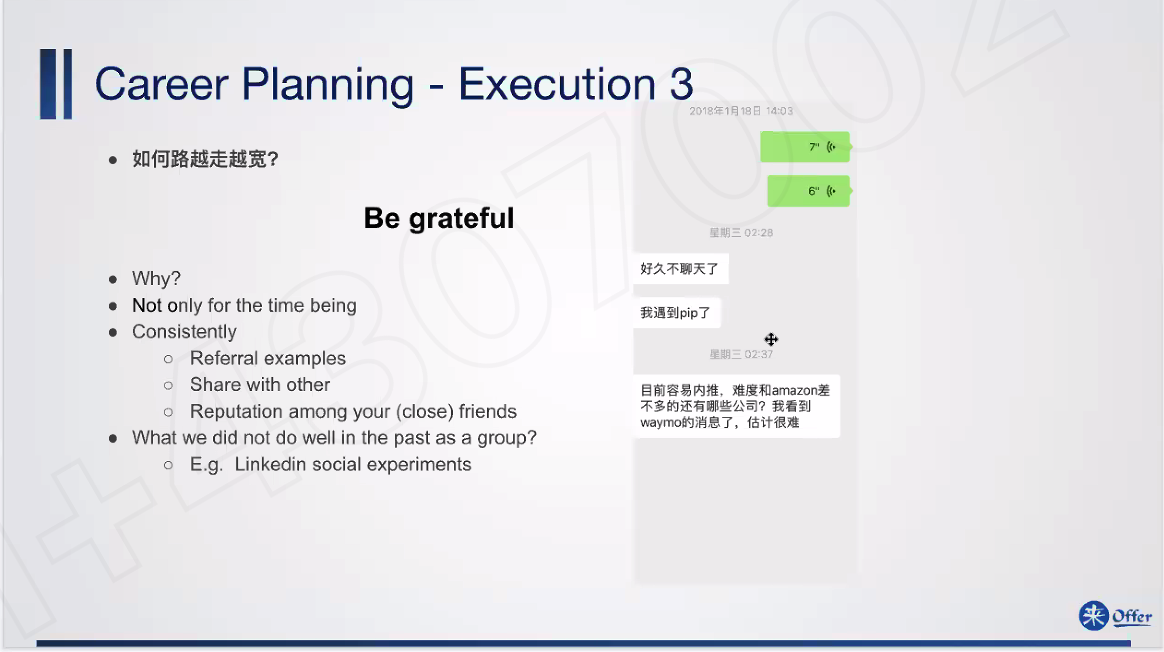 Career Planning - Execution 3
如何路越走越宽?
Be grateful
Why?
Not only for the time being
Consistently
Referral examples
Share with other
Reputation among your (close) friends
What we did not do well in the past as a group?
E.g. Linkedin social experiments
2018年1月18日 14:03
7"
6"
星期三 02:28
好久不聊天了
我遇到pip了
星期三 02:37
目前容易内推，难度和amazon差
不多的还有哪些公司？我看到
waymo的消息了，估计很难
来 Offer